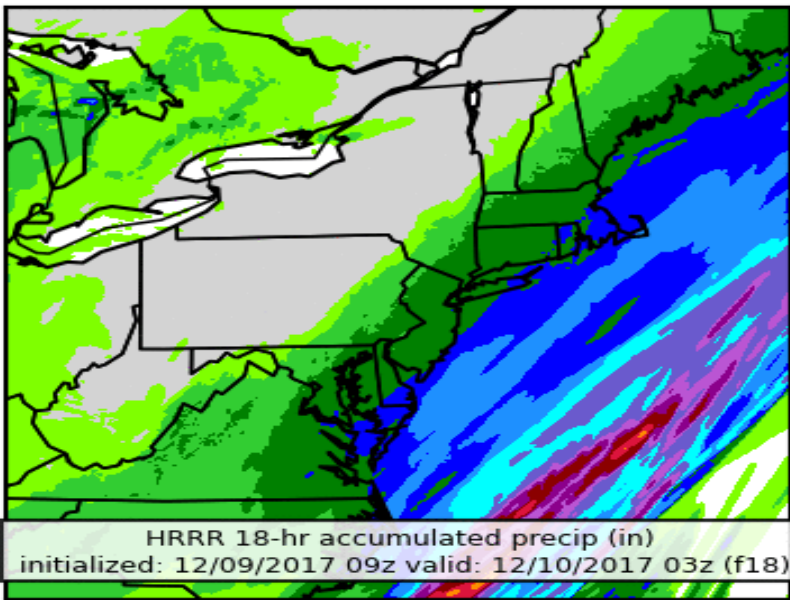 HRRR 18-hr accumulated precip (in)
initialized: 12/09/2017 09z valid: 12/10/2017 03z (f18)